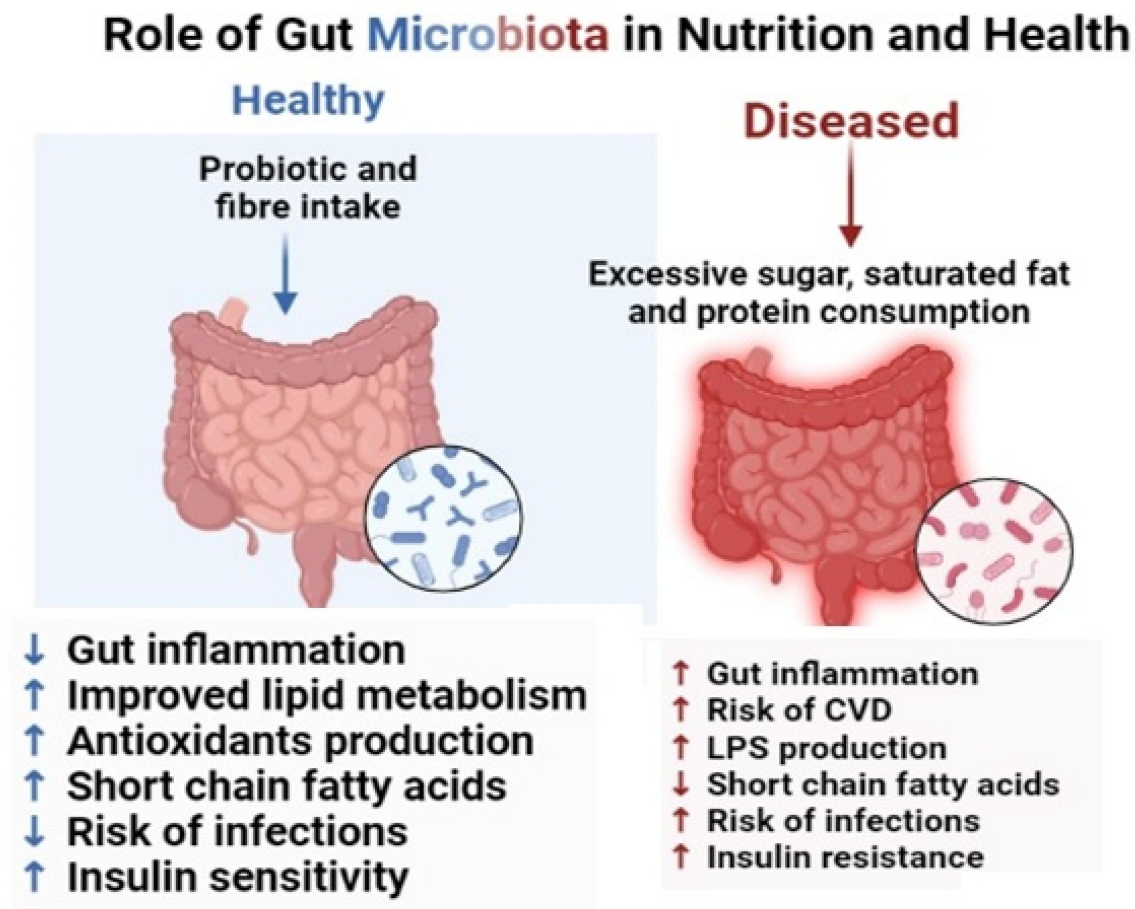 Role of Gut Microbiota in Nutrition and Health
Healthy
Probiotic and
fibre intake
↓ Gut inflammation
↑ Improved lipid metabolism
↑ Antioxidants production
↑ Short chain fatty acids
↓ Risk of infections
↑ Insulin sensitivity
Diseased
Excessive sugar, saturated fat
and protein consumption
↑ Gut inflammation
↑ Risk of CVD
↑ LPS production
↓ Short chain fatty acids
↑ Risk of infections
↑ Insulin resistance